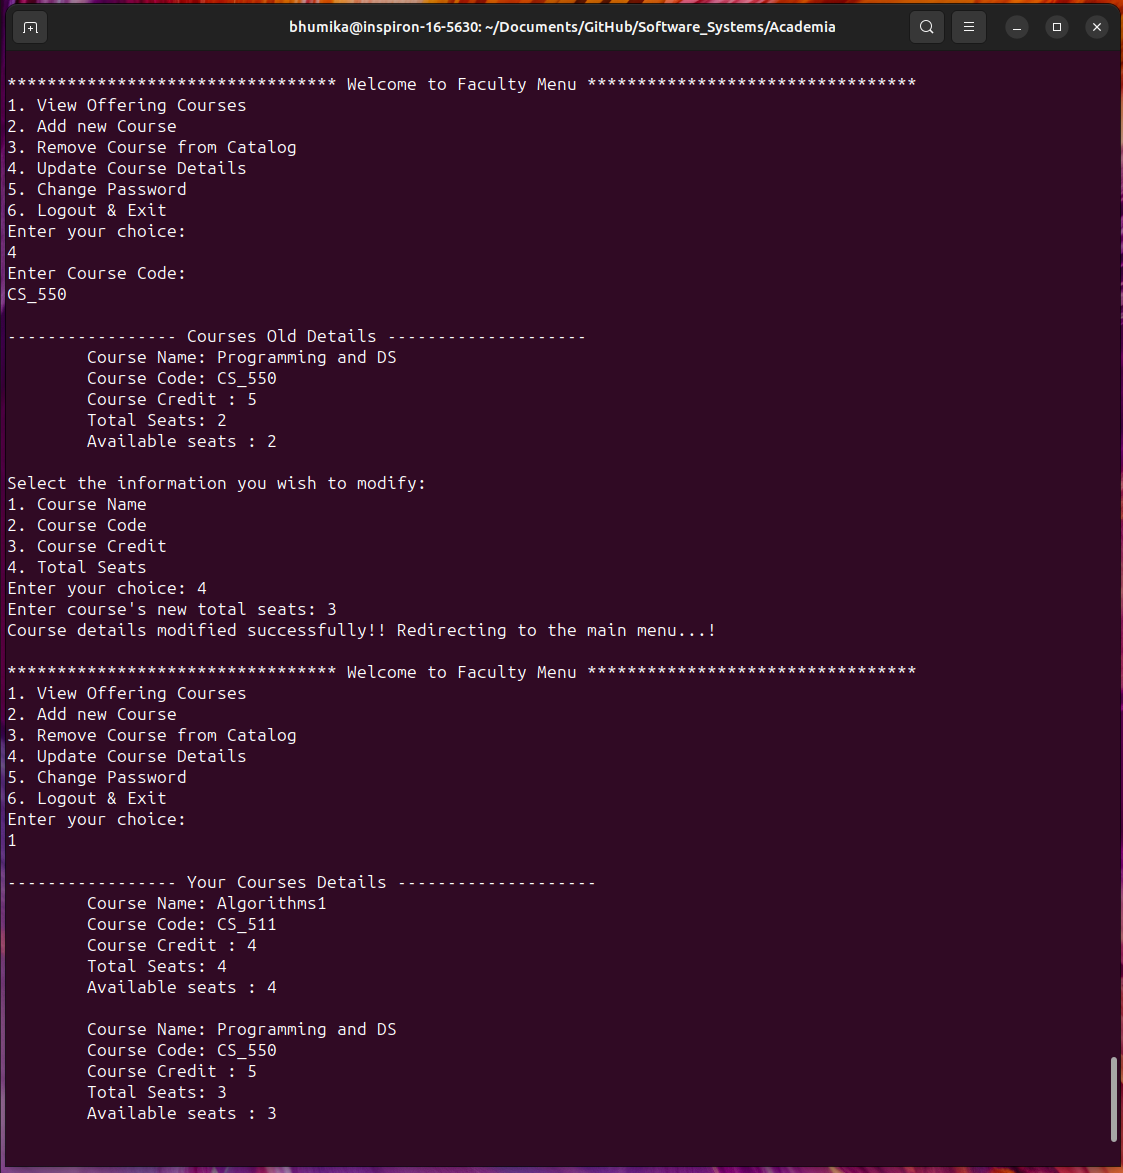 bhumika@inspiron-16-5630: ~/Documents/GitHub/Software_Systems/Academia
********************************* Welcome to Faculty Menu *********************************
1. View Offering Courses
2. Add new Course
3. Remove Course from Catalog
4. Update Course Details
5. Change Password
6. Logout & Exit
Enter your choice:
4
Enter Course Code:
CS_550
----------------- Courses Old Details --------------------
Course Name: Programming and DS
Course Code: CS_550
Course Credit : 5
Total Seats: 2
Available seats : 2
Select the information you wish to modify:
1. Course Name
2. Course Code
3. Course Credit
4. Total Seats
Enter your choice: 4
Enter course's new total seats: 3
Course details modified successfully!! Redirecting to the main menu...!
********************************* Welcome to Faculty Menu *********************************
1. View Offering Courses
2. Add new Course
3. Remove Course from Catalog
4. Update Course Details
5. Change Password
6. Logout & Exit
Enter your choice:
1
----------------- Your Courses Details --------------------
Course Name: Algorithms1
Course Code: CS_511
Course Credit : 4
Total Seats: 4
Available seats : 4
Course Name: Programming and DS
Course Code: CS_550
Course Credit : 5
Total Seats: 3
Available seats : 3